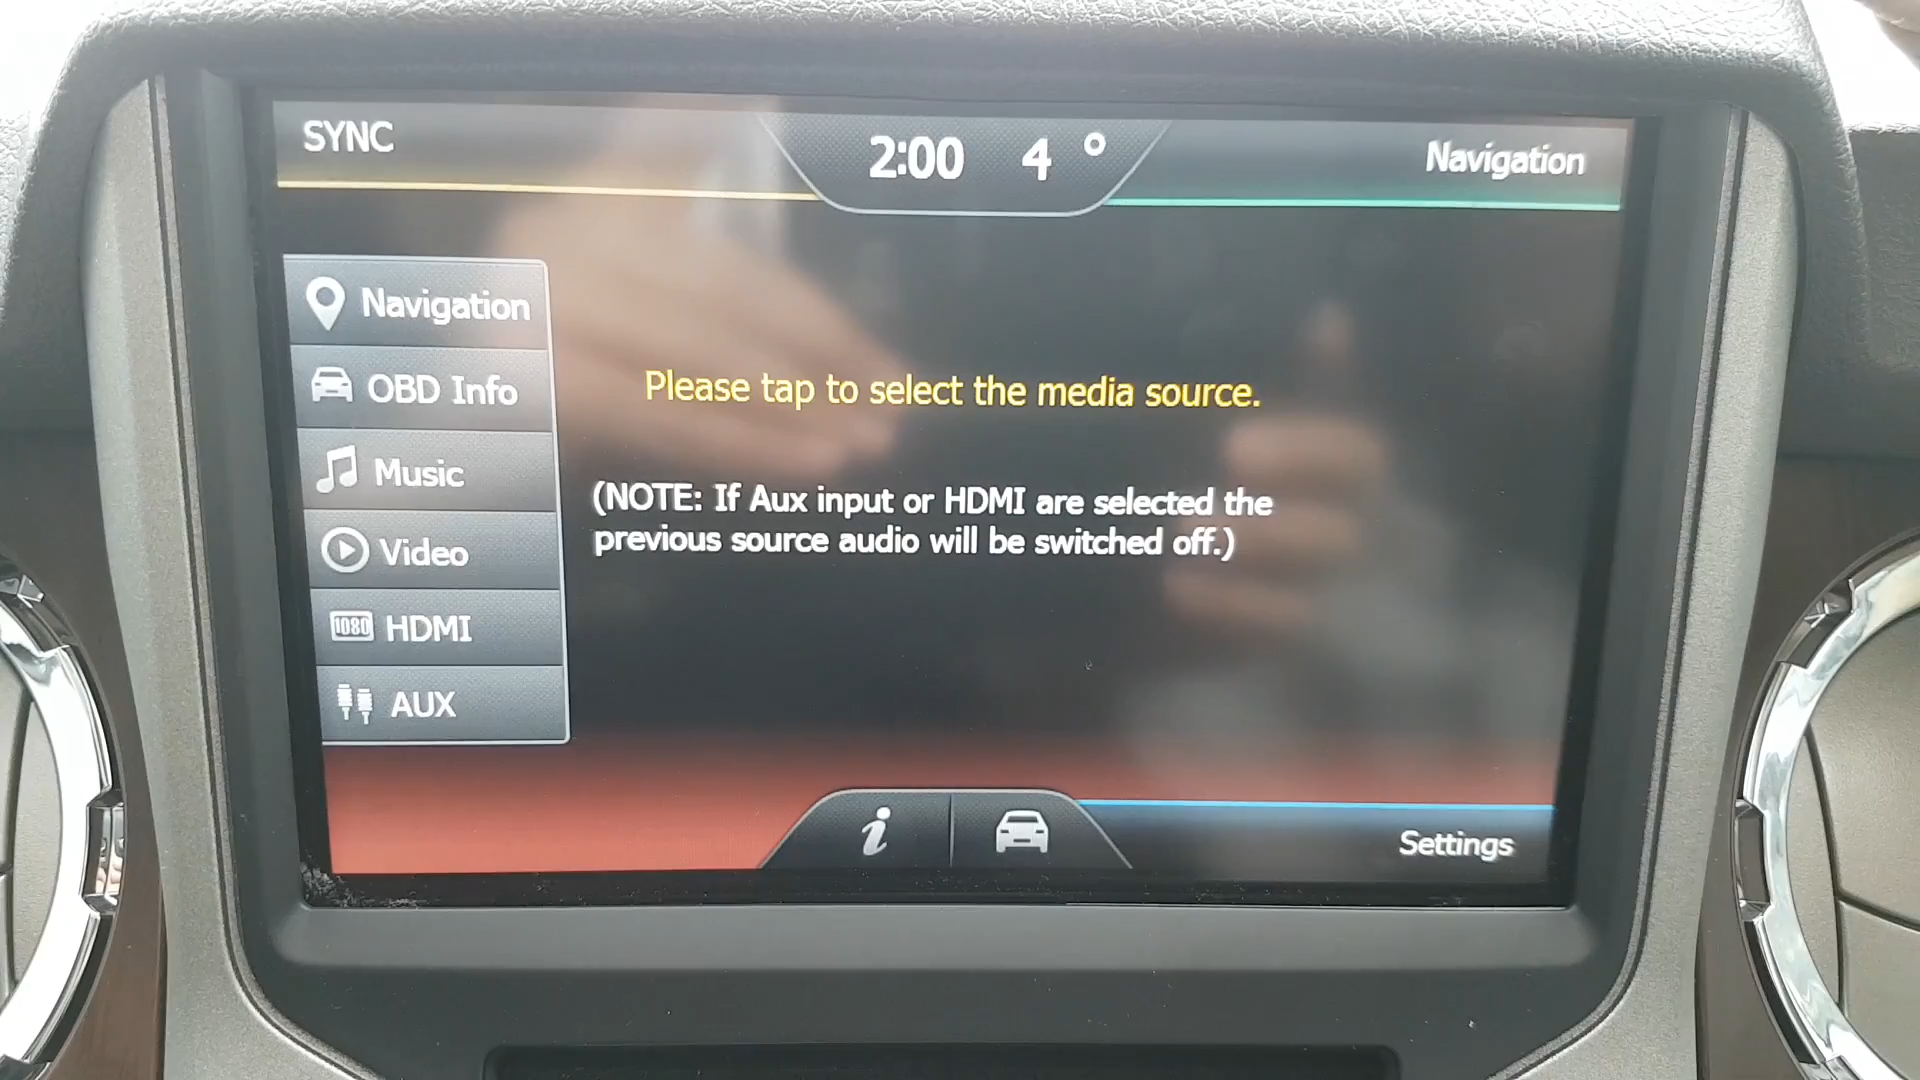 SYNC
2:00 4 °
Navigation
Navigation
OBD Info
Music
Video
1080 HDMI
AUX
Please tap to select the media source.
(NOTE: If Aux input or HDMI are selected the
previous source audio will be switched off.)
i
Settings